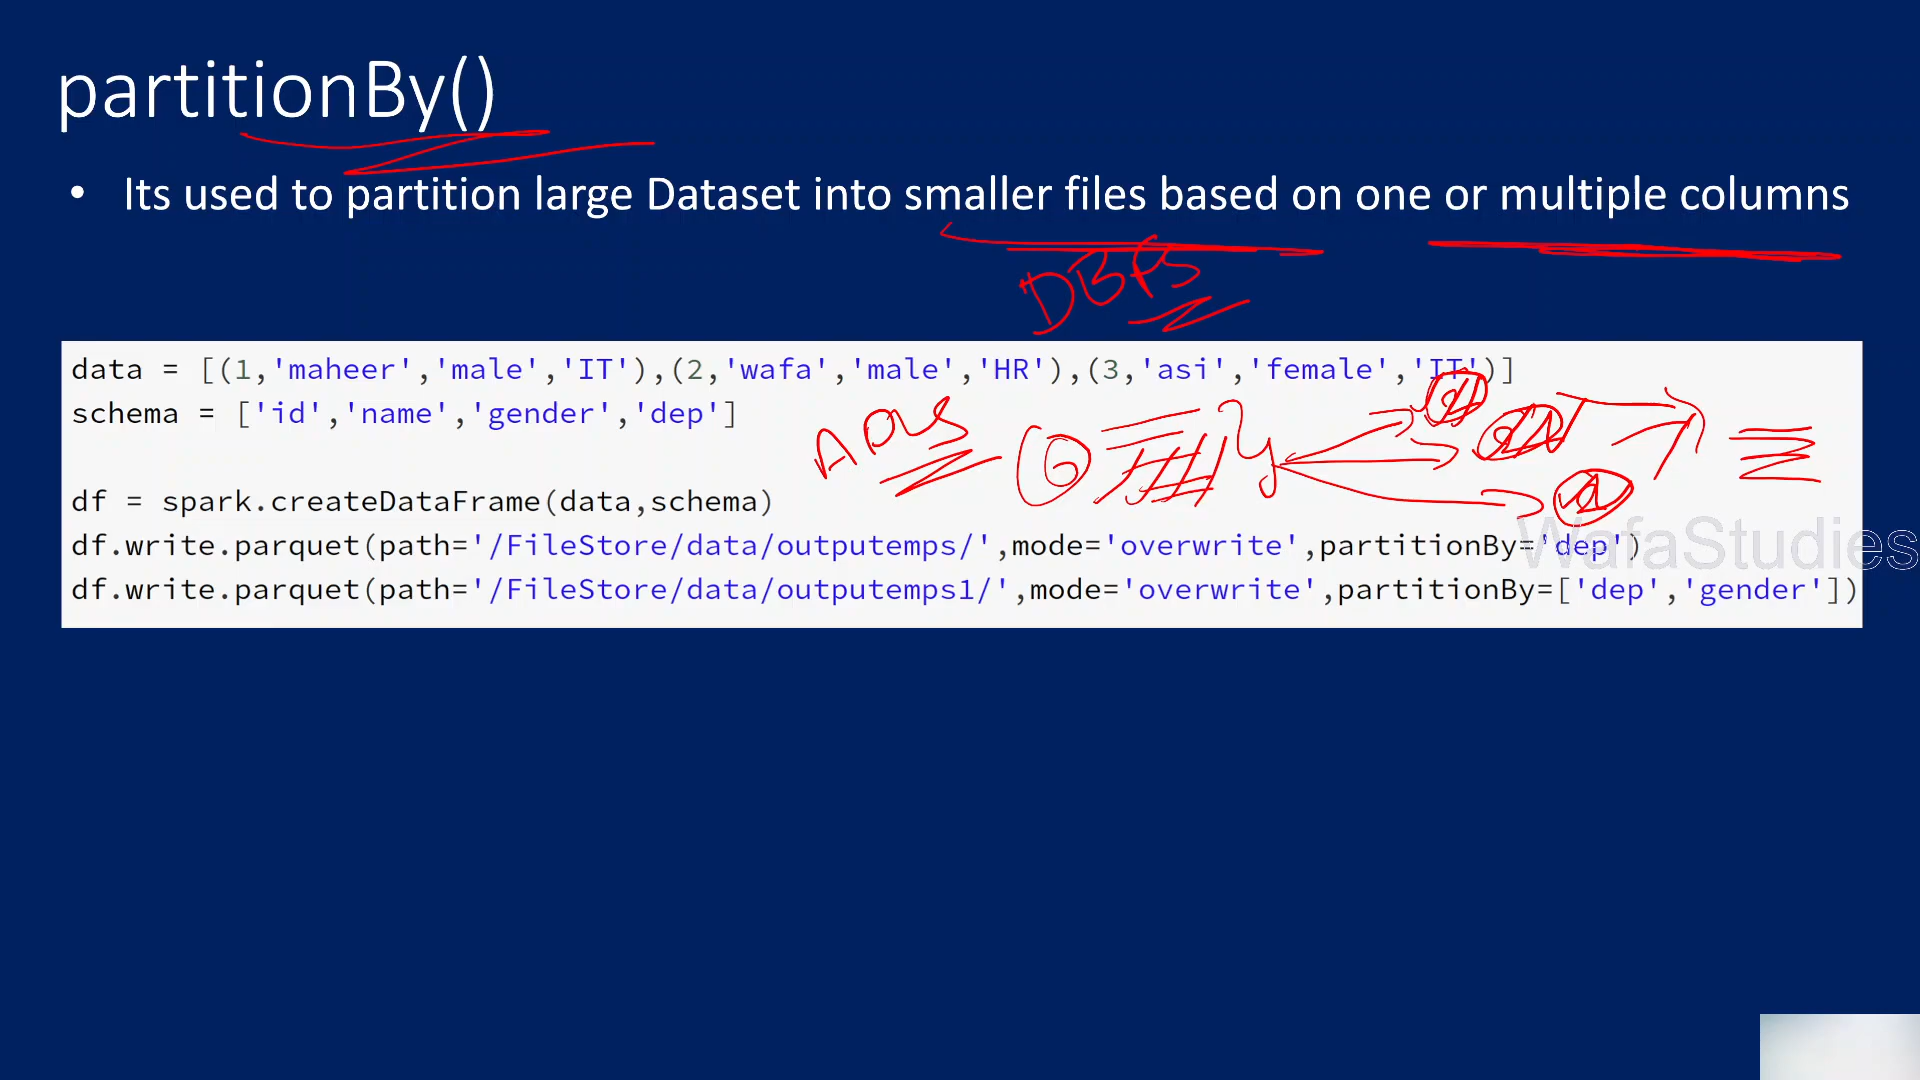 partitionBy()
• Its used to partition large Dataset into smaller files based on one or multiple columns
DBFS
data = [(1,'maheer','male','IT'),(2,'wafa','male','HR'),(3,'asi','female','IT')]
schema = ['id','name','gender','dep']
ADLS
df = spark.createDataFrame(data,schema)
df.write.parquet(path='/FileStore/data/outputemps/',mode='overwrite',partitionBy='dep')
df.write.parquet(path='/FileStore/data/outputemps1/',mode='overwrite',partitionBy=['dep','gender'])
WafaStudies